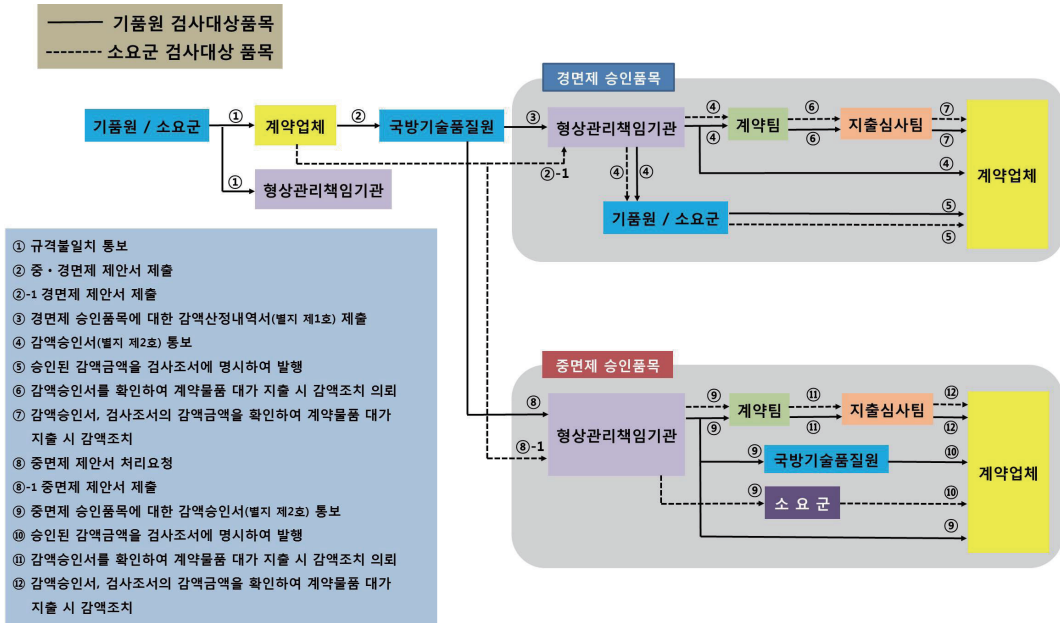 기품원 검사대상품목
소요군 검사대상 품목
기품원 / 소요군
①
계약업체
②
국방기술품질원
①
형상관리책임기관
②-1
③
경면제 승인품목
형상관리책임기관
④
④
계약팀
⑥
⑥
지출심사팀
⑦
⑦
계약업체
④
④
④
기품원 / 소요군
⑤
⑤
① 규격불일치 통보
② 중・경면제 제안서 제출
②-1 경면제 제안서 제출
③ 경면제 승인품목에 대한 감액산정내역서(별지 제1호) 제출
④ 감액승인서(별지 제2호) 통보
⑤ 승인된 감액금액을 검사조서에 명시하여 발행
⑥ 감액승인서를 확인하여 계약물품 대가 지출 시 감액조치 의뢰
⑦ 감액승인서, 검사조서의 감액금액을 확인하여 계약물품 대가
지출 시 감액조치
⑧ 중면제 제안서 처리요청
⑧-1 중면제 제안서 제출
⑨ 중면제 승인품목에 대한 감액승인서(별지 제2호) 통보
⑩ 승인된 감액금액을 검사조서에 명시하여 발행
⑪ 감액승인서를 확인하여 계약물품 대가 지출 시 감액조치 의뢰
⑫ 감액승인서, 검사조서의 감액금액을 확인하여 계약물품 대가
지출 시 감액조치
중면제 승인품목
⑧
⑧-1
형상관리책임기관
⑨
⑨
계약팀
⑪
⑪
지출심사팀
⑫
⑫
계약업체
⑨
국방기술품질원
⑩
⑨
소 요 군
⑩
⑨